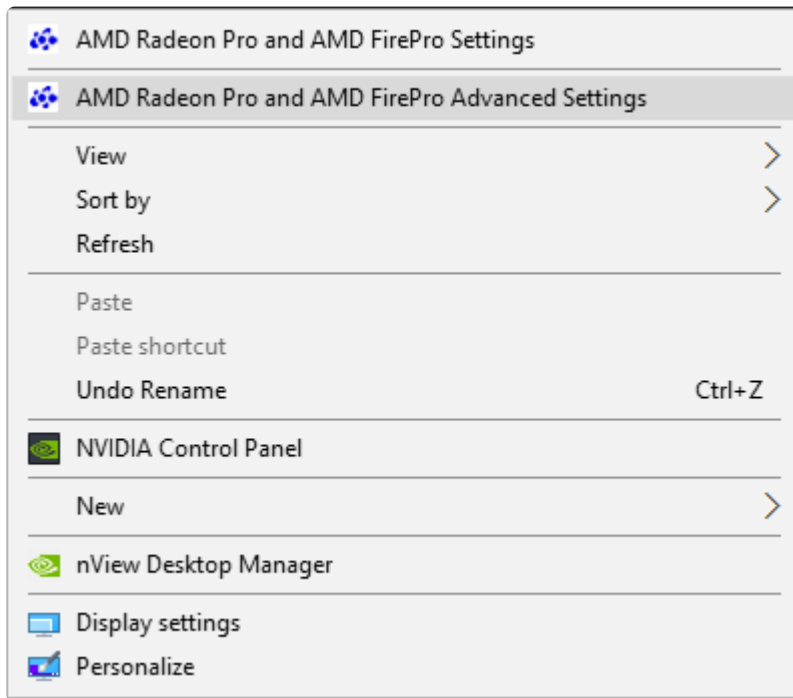 AMD Radeon Pro and AMD FirePro Settings
AMD Radeon Pro and AMD FirePro Advanced Settings
View
Sort by
Refresh
Paste
Paste shortcut
Undo Rename Ctrl+Z
NVIDIA Control Panel
New
nView Desktop Manager
Display settings
Personalize